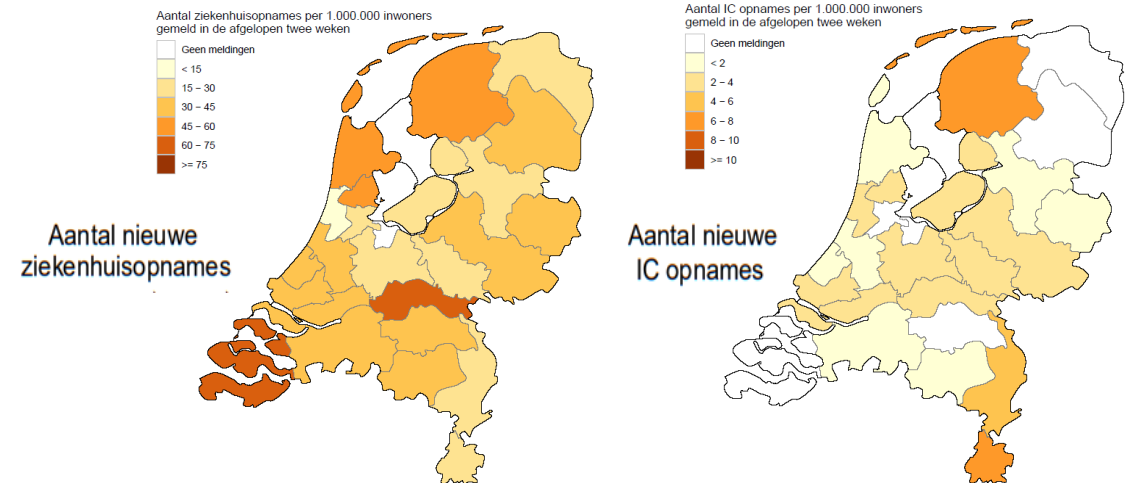 Aantal ziekenhuisopnames per 1.000.000 inwoners
gemeld in de afgelopen twee weken
Geen meldingen
< 15
15 – 30
30 – 45
45 – 60
60 – 75
>= 75
Aantal nieuwe
ziekenhuisopnames
Aantal IC opnames per 1.000.000 inwoners
gemeld in de afgelopen twee weken
Geen meldingen
< 2
2 – 4
4 – 6
6 – 8
8 – 10
>= 10
Aantal nieuwe
IC opnames